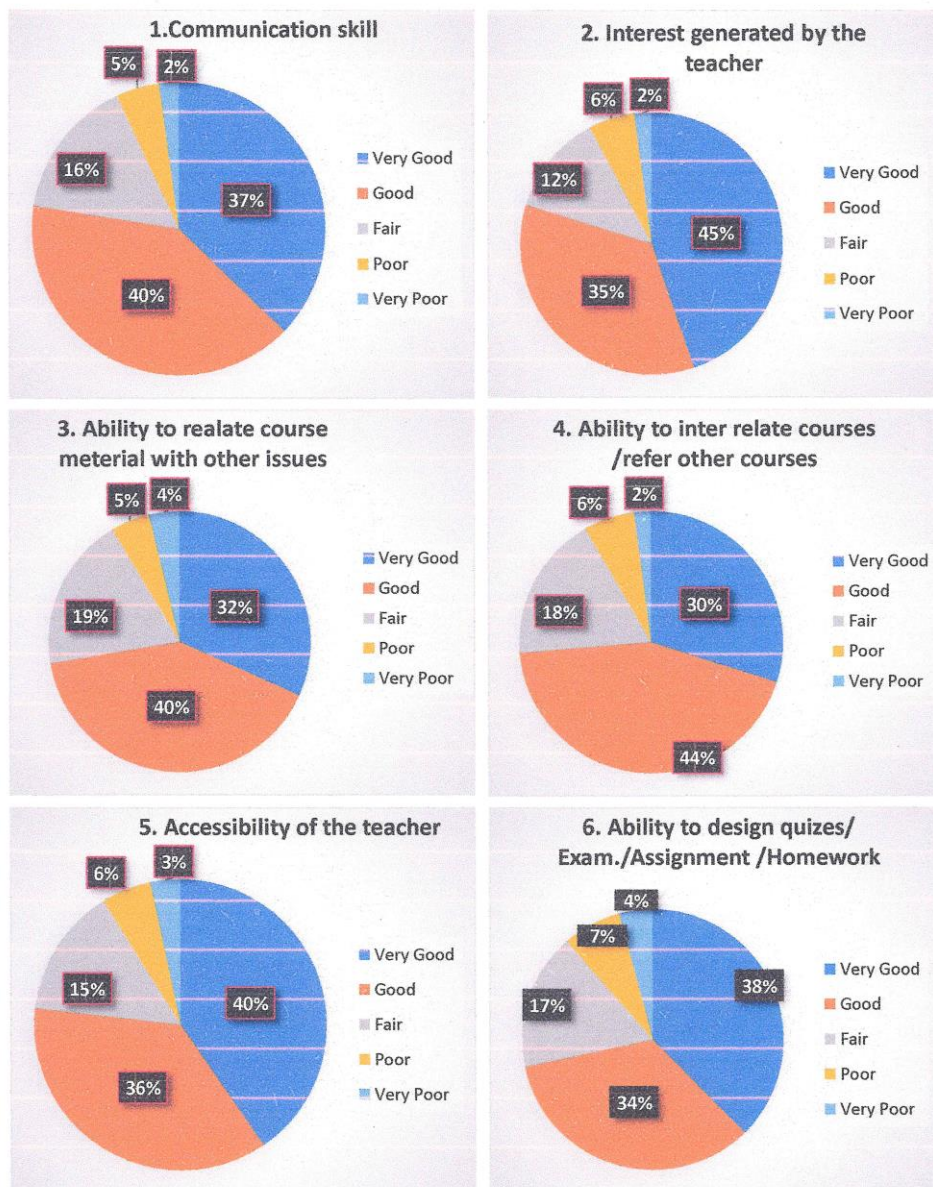 1.Communication skill
5%
2%
16%
37%
40%
Very Good
Good
Fair
Poor
Very Poor
2. Interest generated by the
teacher
6%
2%
12%
45%
35%
Very Good
Good
Fair
Poor
Very Poor
3. Ability to realate course
meterial with other issues
5%
4%
19%
32%
40%
Very Good
Good
Fair
Poor
Very Poor
4. Ability to inter relate courses
/refer other courses
6%
2%
18%
30%
44%
Very Good
Good
Fair
Poor
Very Poor
5. Accessibility of the teacher
6%
3%
15%
40%
36%
Very Good
Good
Fair
Poor
Very Poor
6. Ability to design quizes/
Exam./Assignment /Homework
4%
7%
17%
38%
34%
Very Good
Good
Fair
Poor
Very Poor